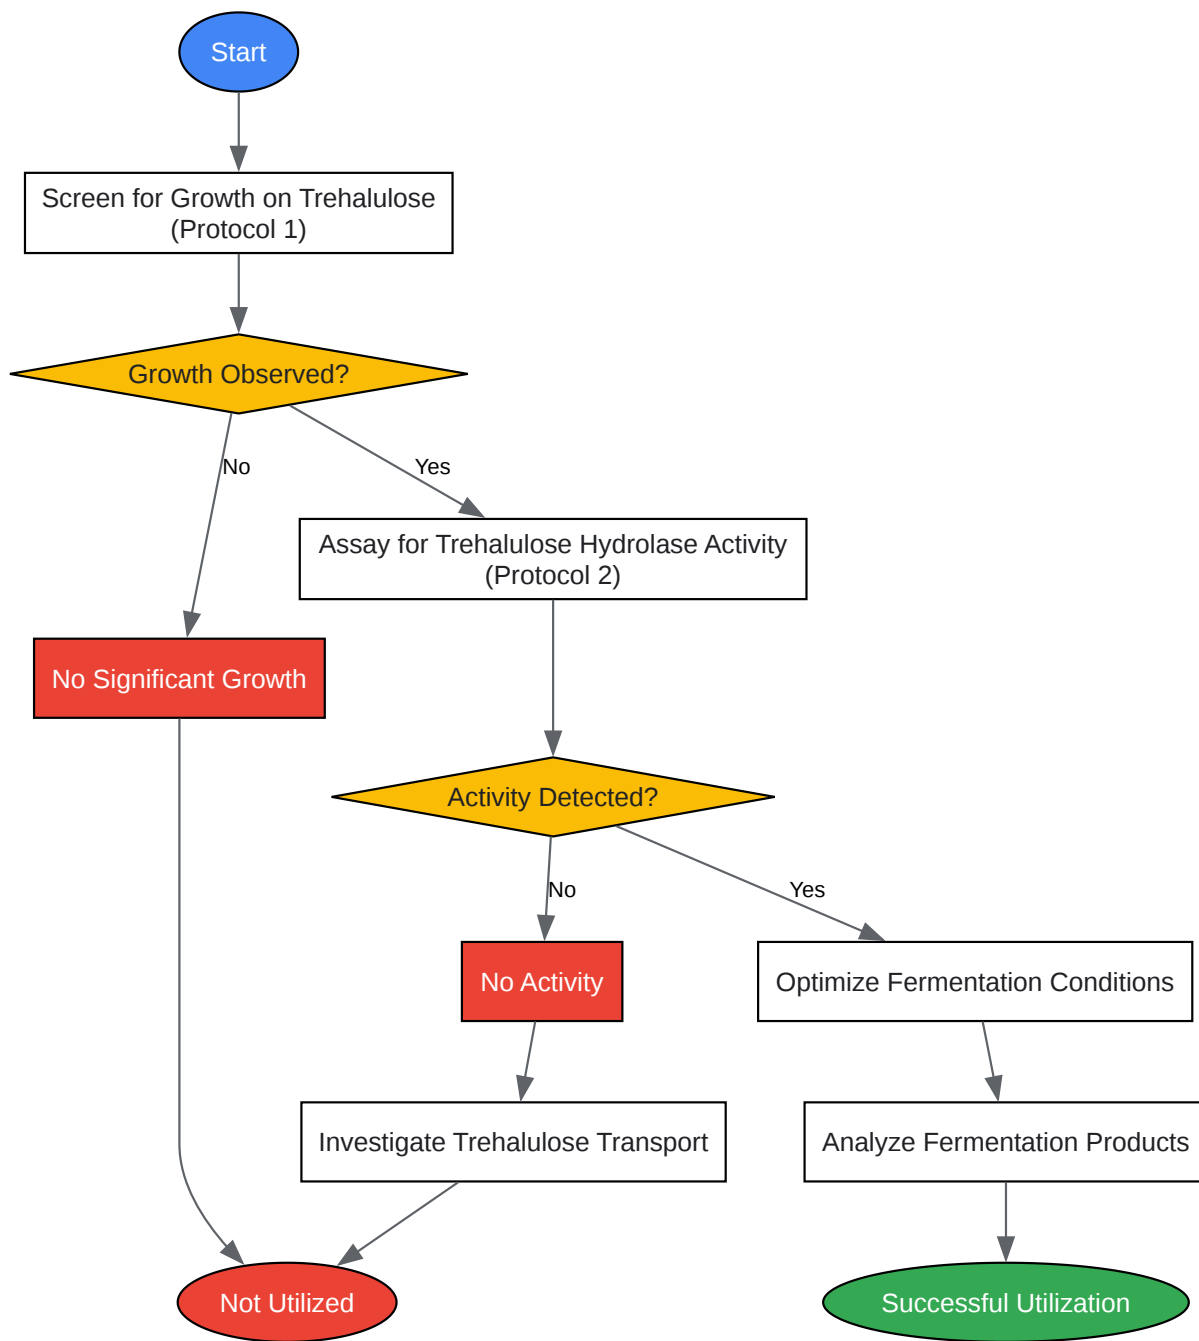 Start
Screen for Growth on Trehalulose
(Protocol 1)
Growth Observed?
No
Yes
Assay for Trehalulose Hydrolase Activity
(Protocol 2)
No Significant Growth
Activity Detected?
No
Yes
No Activity
Optimize Fermentation Conditions
Investigate Trehalulose Transport
Analyze Fermentation Products
Not Utilized
Successful Utilization